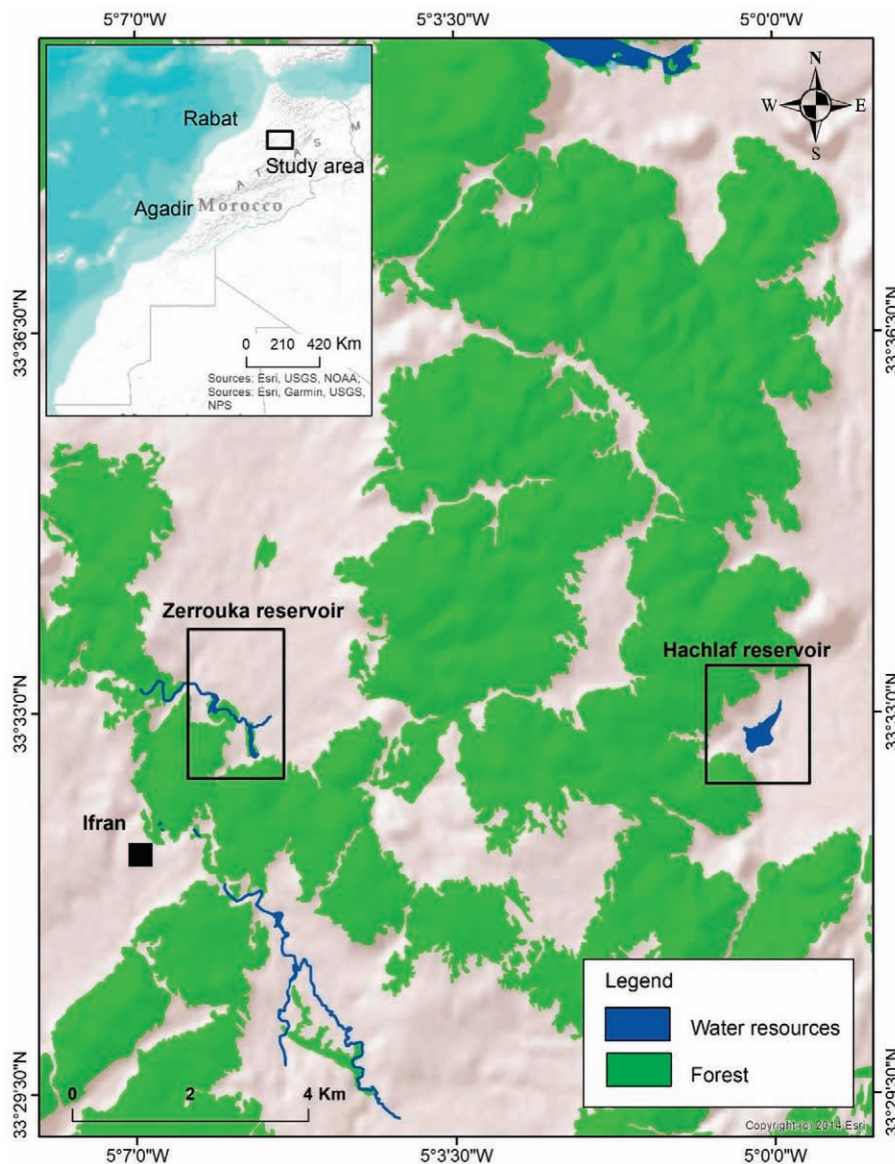 5°7'0"W 5°3'30"W 5°0'0"W
N
W E
S
Rabat
Study area
ATLAS M
Agadir Morocco
0 210 420 Km
Sources: Esri, USGS, NOAA;
Sources: Esri, Garmin, USGS,
NPS
33°36'30"N 33°36'30"N
Zerrouka reservoir
Hachlaf reservoir
33°33'0"N 33°33'0"N
Ifran
Legend
Water resources
Forest
0 2 4 Km
33°29'30"N 33°29'30"N
Copyright:(c) 2014 Esri
5°7'0"W 5°3'30"W 5°0'0"W